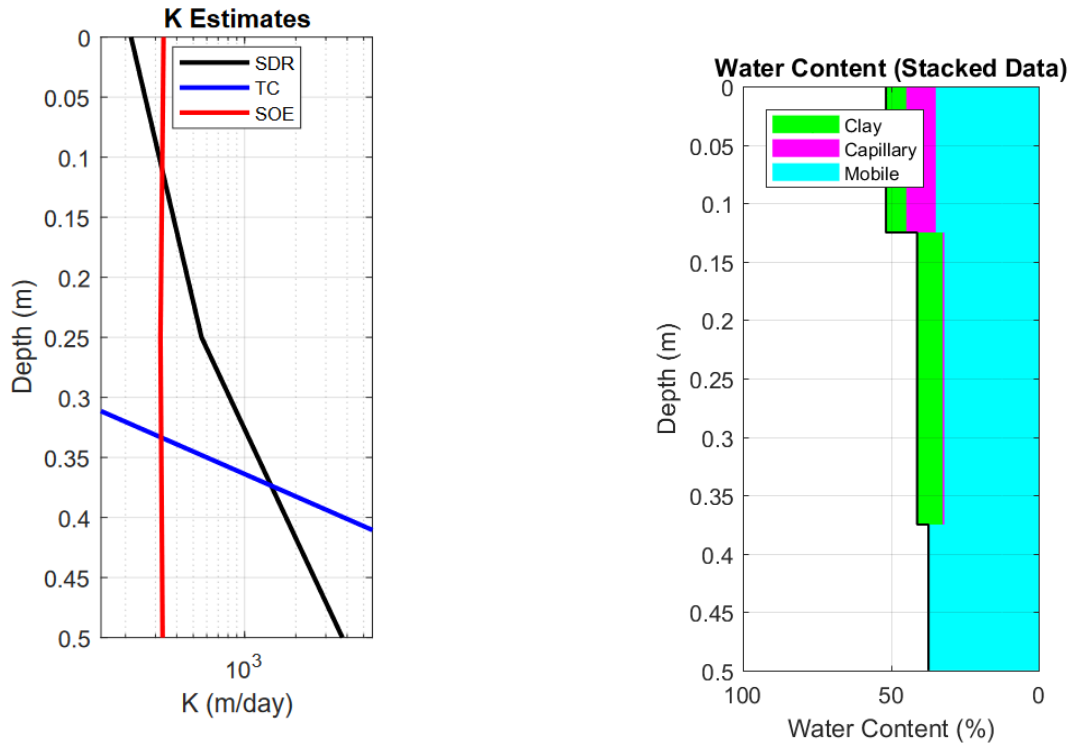 K Estimates
0
0.05
0.1
0.15
0.2
0.25
0.3
0.35
0.4
0.45
0.5
Depth (m)
SDR
TC
SOE
10^3
K (m/day)
Water Content (Stacked Data)
0
0.05
0.1
0.15
0.2
0.25
0.3
0.35
0.4
0.45
0.5
Depth (m)
Clay
Capillary
Mobile
100 50 0
Water Content (%)